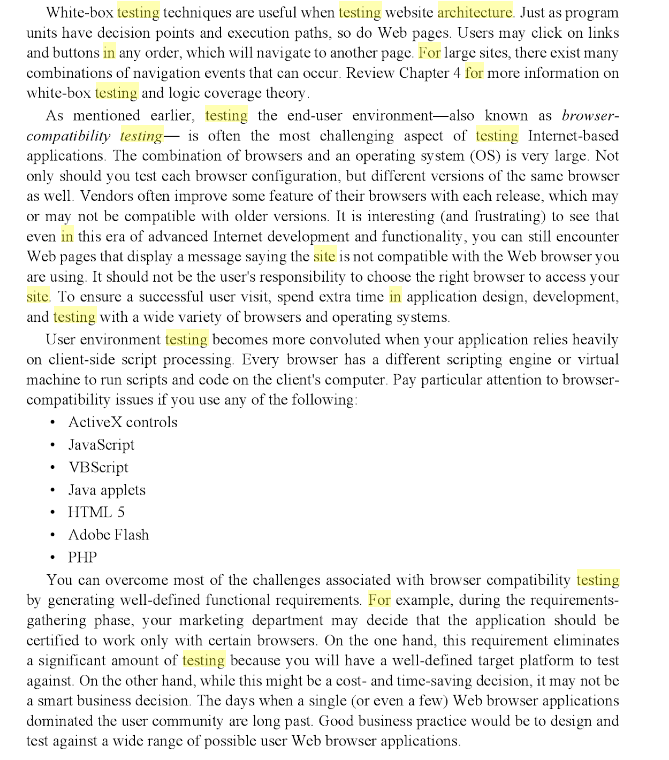 White-box testing techniques are useful when testing website architecture. Just as program
units have decision points and execution paths, so do Web pages. Users may click on links
and buttons in any order, which will navigate to another page. For large sites, there exist many
combinations of navigation events that can occur. Review Chapter 4 for more information on
white-box testing and logic coverage theory.
As mentioned earlier, testing the end-user environment—also known as browser-
compatibility testing— is often the most challenging aspect of testing Internet-based
applications. The combination of browsers and an operating system (OS) is very large. Not
only should you test each browser configuration, but different versions of the same browser
as well. Vendors often improve some feature of their browsers with each release, which may
or may not be compatible with older versions. It is interesting (and frustrating) to see that
even in this era of advanced Internet development and functionality, you can still encounter
Web pages that display a message saying the site is not compatible with the Web browser you
are using. It should not be the user's responsibility to choose the right browser to access your
site. To ensure a successful user visit, spend extra time in application design, development,
and testing with a wide variety of browsers and operating systems.
User environment testing becomes more convoluted when your application relies heavily
on client-side script processing. Every browser has a different scripting engine or virtual
machine to run scripts and code on the client's computer. Pay particular attention to browser-
compatibility issues if you use any of the following:
• ActiveX controls
• JavaScript
• VBScript
• Java applets
• HTML 5
• Adobe Flash
• PHP
You can overcome most of the challenges associated with browser compatibility testing
by generating well-defined functional requirements. For example, during the requirements-
gathering phase, your marketing department may decide that the application should be
certified to work only with certain browsers. On the one hand, this requirement eliminates
a significant amount of testing because you will have a well-defined target platform to test
against. On the other hand, while this might be a cost- and time-saving decision, it may not be
a smart business decision. The days when a single (or even a few) Web browser applications
dominated the user community are long past. Good business practice would be to design and
test against a wide range of possible user Web browser applications.